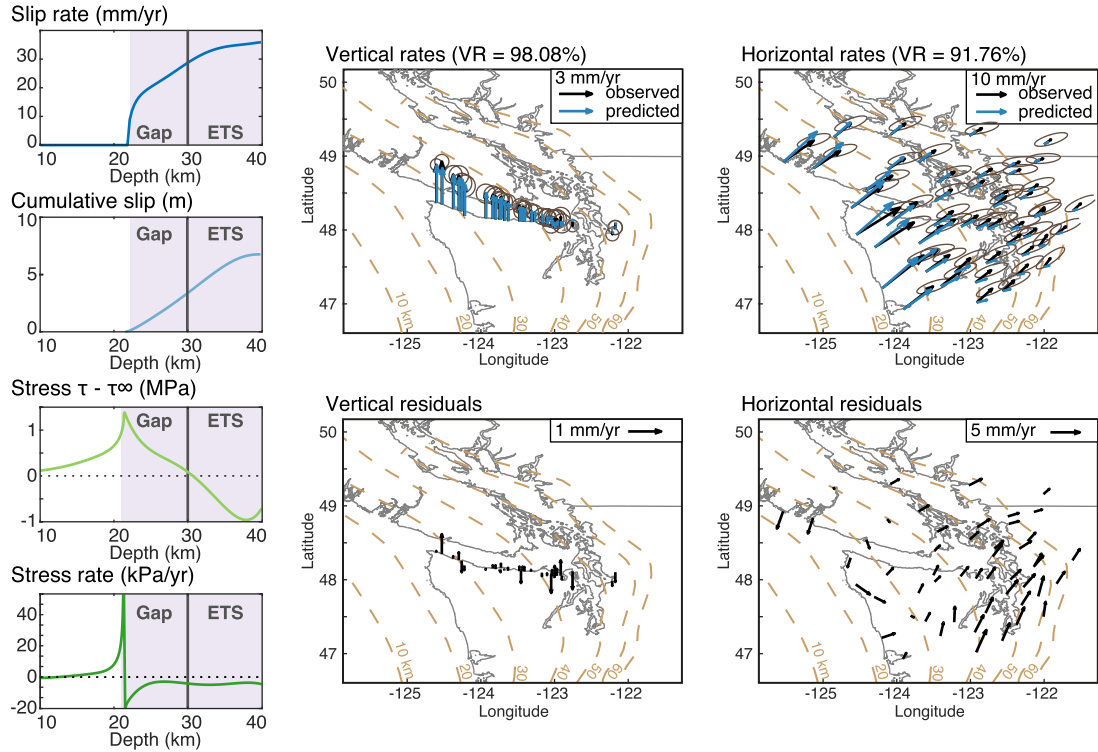 Slip rate (mm/yr)
30
20
10
0
Gap
ETS
10
20
30
40
Depth (km)
Cumulative slip (m)
10
5
0
Gap
ETS
10
20
30
40
Depth (km)
Stress τ - τ∞ (MPa)
1
0
-1
Gap
ETS
10
20
30
40
Depth (km)
Stress rate (kPa/yr)
20
0
-20
Gap
ETS
10
20
30
40
Depth (km)
Vertical rates (VR = 98.08%)
3 mm/yr
observed
predicted
50
49
48
47
Latitude
10 km
20
30
40
50
60
-125
-124
-123
-122
Longitude
Horizontal rates (VR = 91.76%)
10 mm/yr
observed
predicted
50
49
48
47
Latitude
10 km
20
30
40
50
60
-125
-124
-123
-122
Longitude
Vertical residuals
1 mm/yr
50
49
48
47
Latitude
10 km
20
30
40
50
60
-125
-124
-123
-122
Longitude
Horizontal residuals
5 mm/yr
50
49
48
47
Latitude
10 km
20
30
40
50
60
-125
-124
-123
-122
Longitude